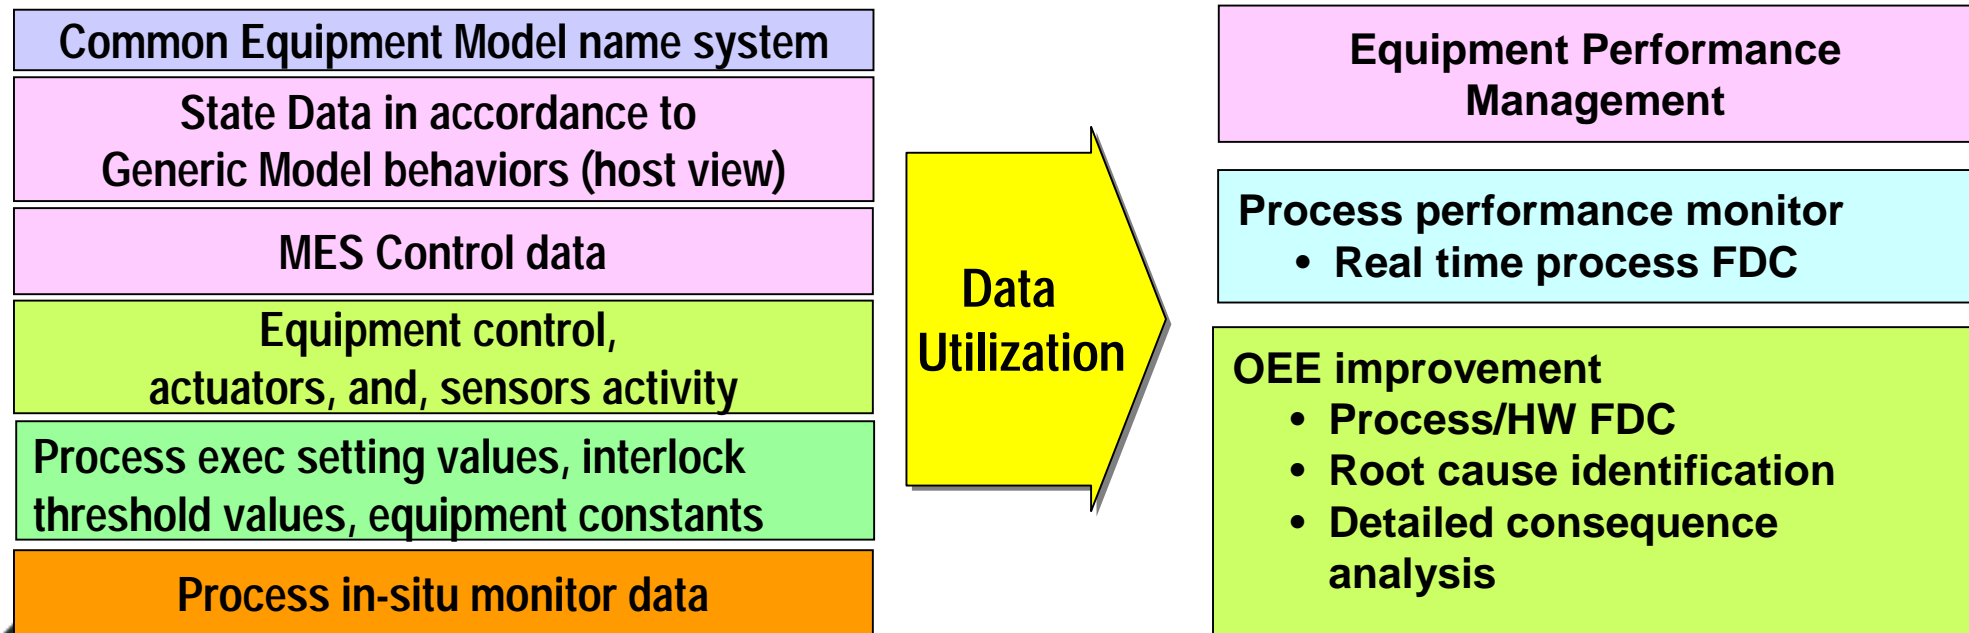 Common Equipment Model name system
State Data in accordance to
Generic Model behaviors (host view)
MES Control data
Equipment control,
actuators, and, sensors activity
Process exec setting values, interlock
threshold values, equipment constants
Process in-situ monitor data
Data
Utilization
Equipment Performance
Management
Process performance monitor
• Real time process FDC
OEE improvement
• Process/HW FDC
• Root cause identification
• Detailed consequence
analysis